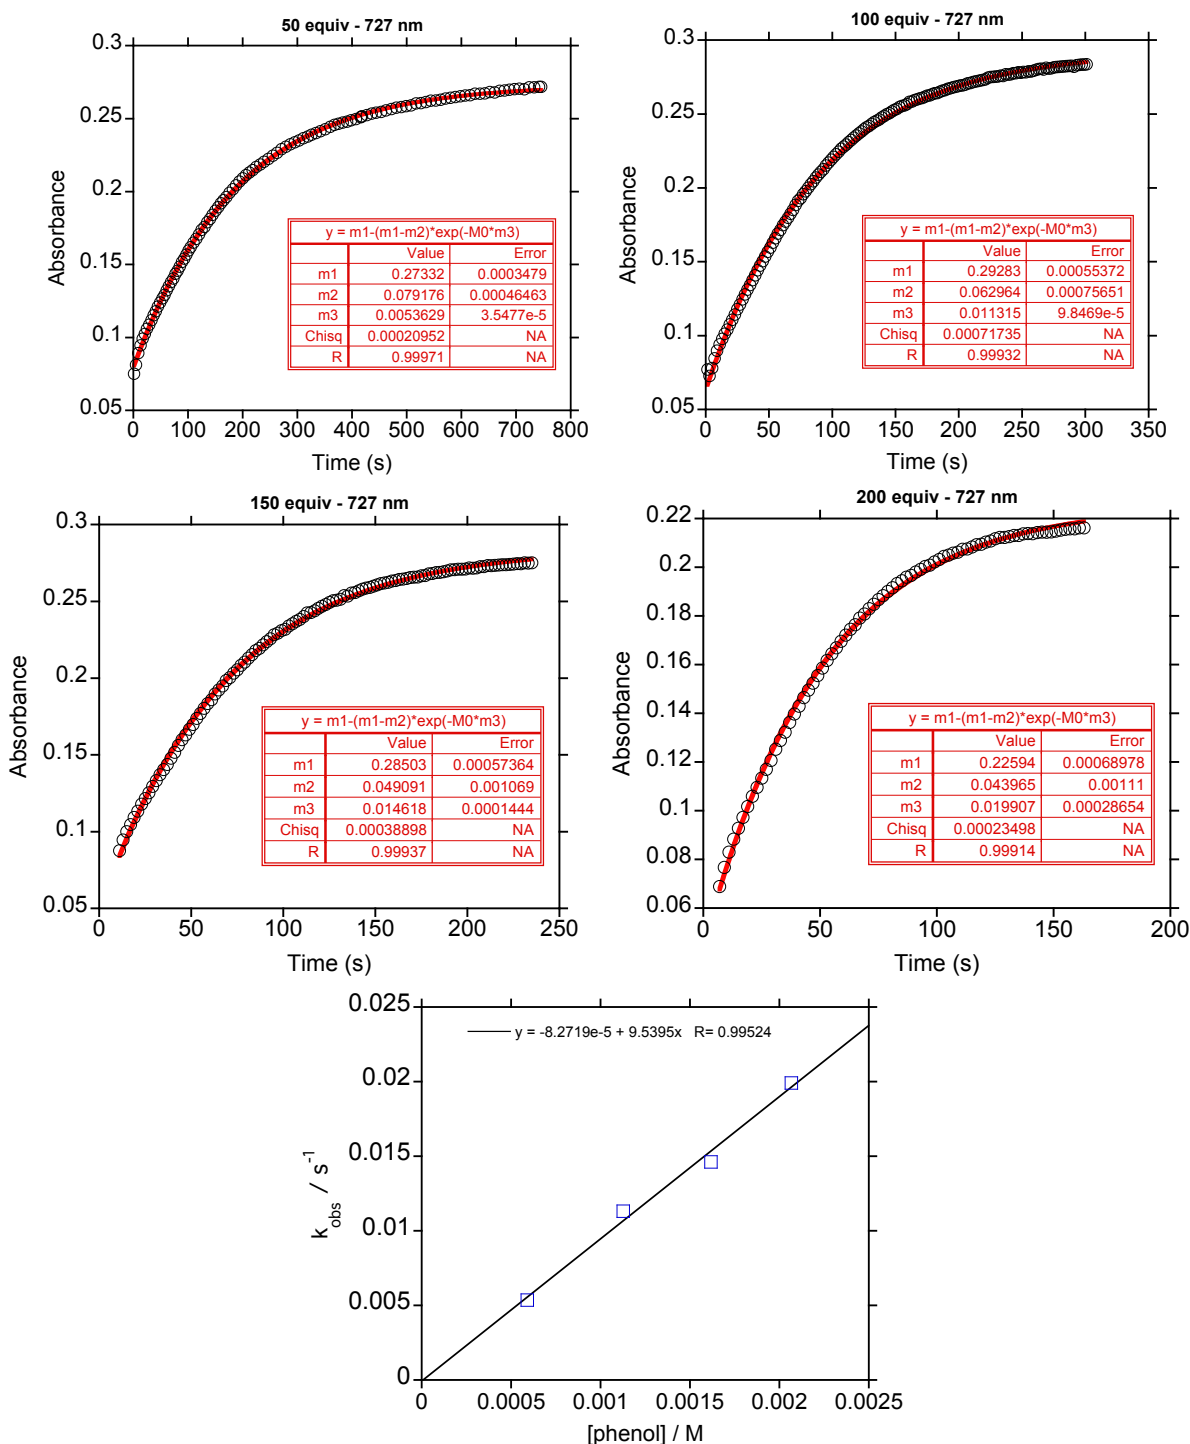 50 equiv - 727 nm
0.3
0.25
0.2
0.15
0.1
0.05
Absorbance
y = m1-(m1-m2)*exp(-M0*m3)
Value Error
m1 0.27332 0.0003479
m2 0.079176 0.00046463
m3 0.0053629 3.5477e-5
Chisq 0.00020952 NA
R 0.99971 NA
0 100 200 300 400 500 600 700 800
Time (s)
100 equiv - 727 nm
0.3
0.25
0.2
0.15
0.1
0.05
Absorbance
y = m1-(m1-m2)*exp(-M0*m3)
Value Error
m1 0.29283 0.00055372
m2 0.062964 0.00075651
m3 0.011315 9.8469e-5
Chisq 0.00071735 NA
R 0.99932 NA
0 50 100 150 200 250 300 350
Time (s)
150 equiv - 727 nm
0.3
0.25
0.2
0.15
0.1
0.05
Absorbance
y = m1-(m1-m2)*exp(-M0*m3)
Value Error
m1 0.28503 0.00057364
m2 0.049091 0.001069
m3 0.014618 0.0001444
Chisq 0.00038898 NA
R 0.99937 NA
0 50 100 150 200 250
Time (s)
200 equiv - 727 nm
0.22
0.2
0.18
0.16
0.14
0.12
0.1
0.08
0.06
Absorbance
y = m1-(m1-m2)*exp(-M0*m3)
Value Error
m1 0.22594 0.00068978
m2 0.043965 0.00111
m3 0.019907 0.00028654
Chisq 0.00023498 NA
R 0.99914 NA
0 50 100 150 200
Time (s)
0.025
0.02
0.015
0.01
0.005
0
k_obs / s^-1
y = -8.2719e-5 + 9.5395x R= 0.99524
0 0.0005 0.001 0.0015 0.002 0.0025
[phenol] / M